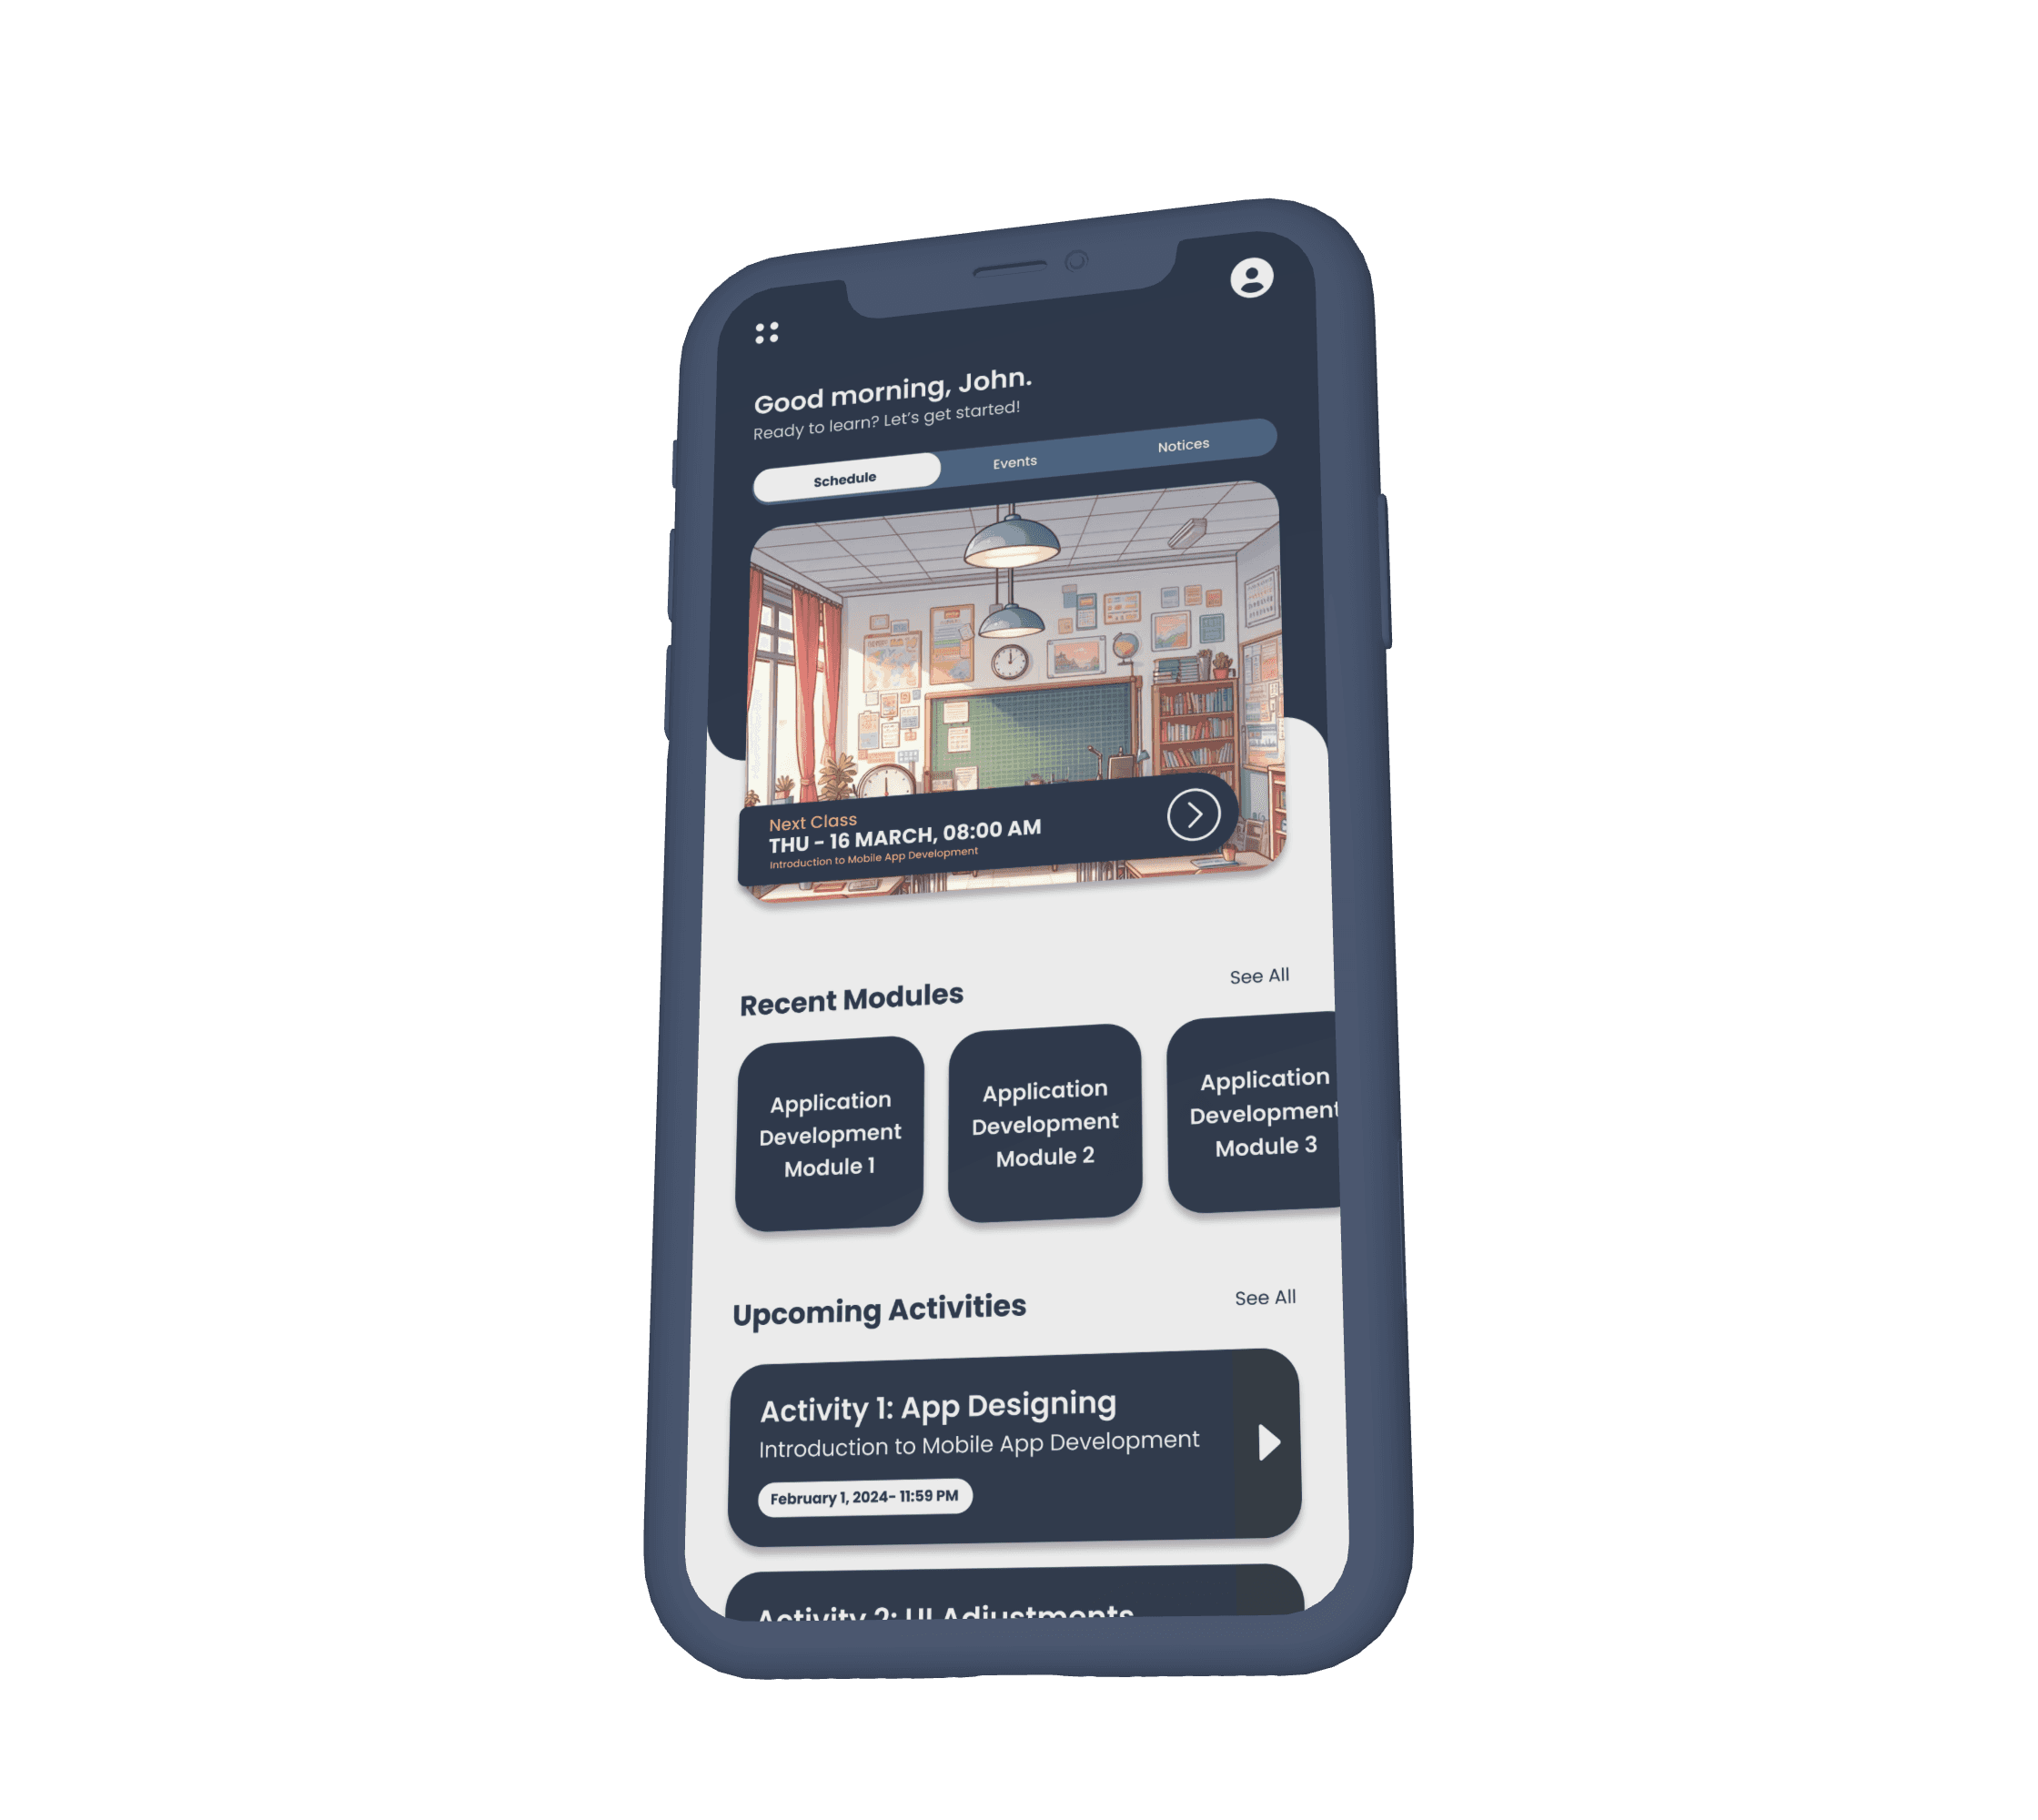 Good morning, John.
Ready to learn? Let's get started!
Schedule
Events
Notices
Next Class
THU - 16 MARCH, 08:00 AM
Introduction to Mobile App Development
Recent Modules
See All
Application
Development
Module 1
Application
Development
Module 2
Application
Development
Module 3
Upcoming Activities
See All
Activity 1: App Designing
Introduction to Mobile App Development
February 1, 2024- 11:59 PM
Activity 2: UI Adjustments